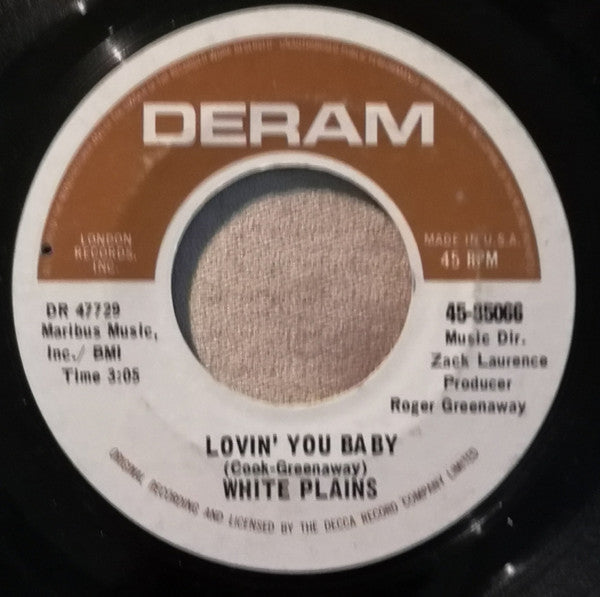 DERAM
LONDON
RECORDS,
INC.
MADE IN U.S.A.
45 RPM
DR 47729
Maribus Music,
Inc./ BMI
Time 3:05
45-85066
Music Dir.
Zack Laurence
Producer
Roger Greenaway
LOVIN' YOU BABY
(Cook-Greenaway)
WHITE PLAINS
ORIGINAL RECORDING AND LICENSED BY THE DECCA RECORD COMPANY LIMITED